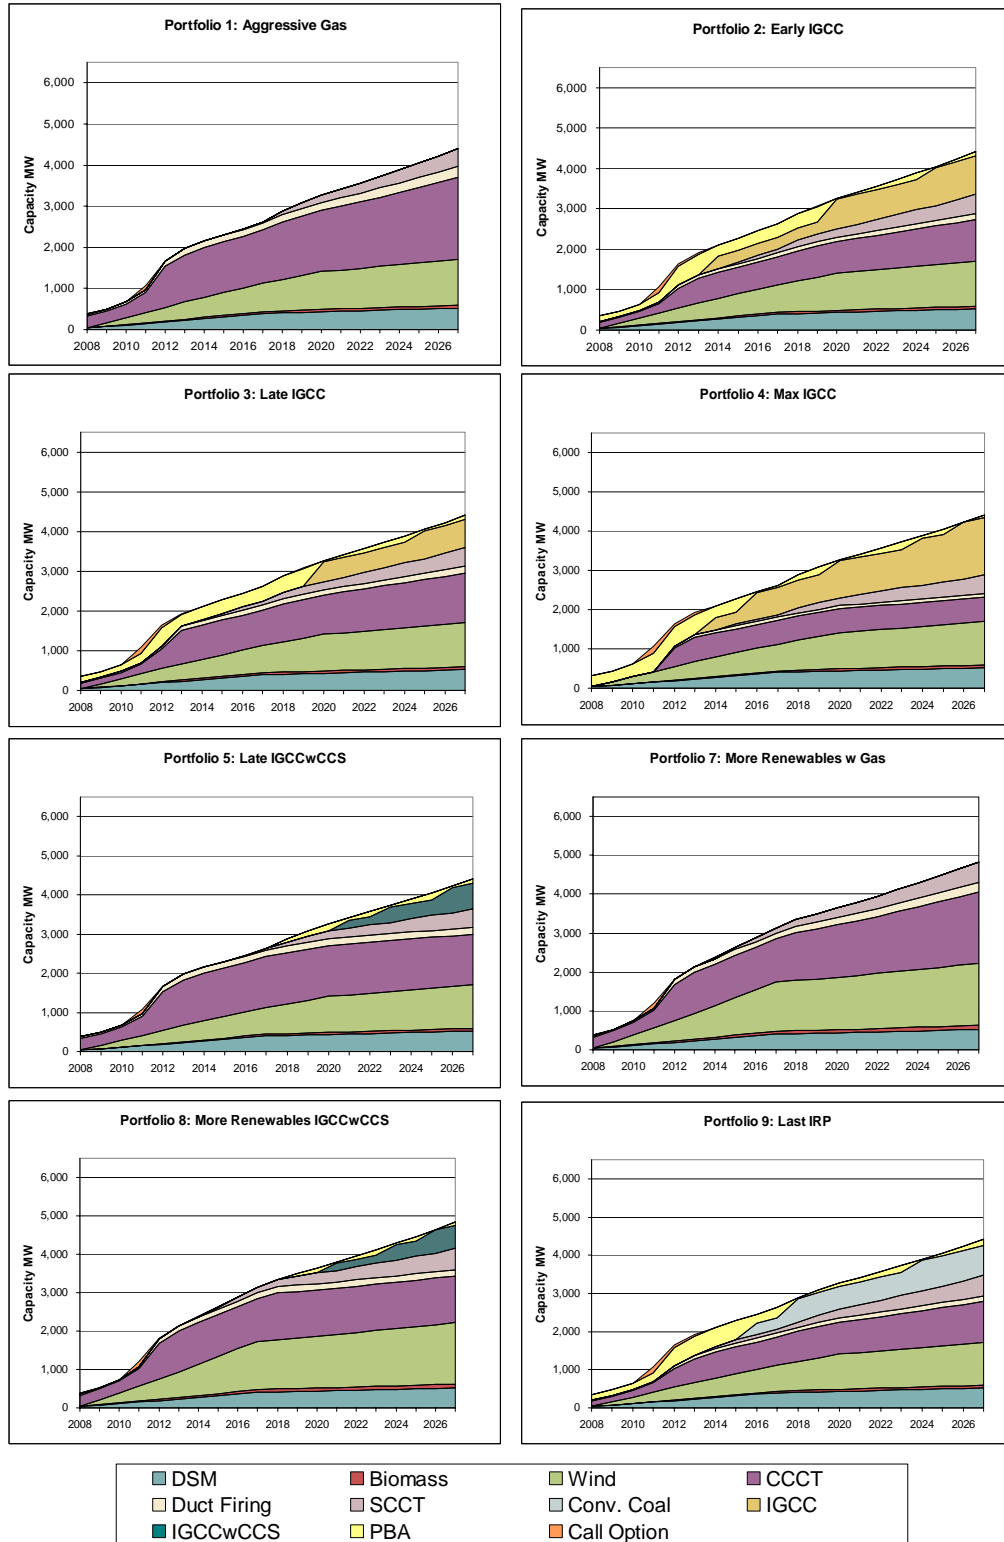 Portfolio 1: Aggressive Gas
Capacity MW
6,000
5,000
4,000
3,000
2,000
1,000
0
2008 2010 2012 2014 2016 2018 2020 2022 2024 2026
Portfolio 2: Early IGCC
Capacity MW
6,000
5,000
4,000
3,000
2,000
1,000
0
2008 2010 2012 2014 2016 2018 2020 2022 2024 2026
Portfolio 3: Late IGCC
Capacity MW
6,000
5,000
4,000
3,000
2,000
1,000
0
2008 2010 2012 2014 2016 2018 2020 2022 2024 2026
Portfolio 4: Max IGCC
Capacity MW
6,000
5,000
4,000
3,000
2,000
1,000
0
2008 2010 2012 2014 2016 2018 2020 2022 2024 2026
Portfolio 5: Late IGCCwCCS
Capacity MW
6,000
5,000
4,000
3,000
2,000
1,000
0
2008 2010 2012 2014 2016 2018 2020 2022 2024 2026
Portfolio 7: More Renewables w Gas
Capacity MW
6,000
5,000
4,000
3,000
2,000
1,000
0
2008 2010 2012 2014 2016 2018 2020 2022 2024 2026
Portfolio 8: More Renewables IGCCwCCS
Capacity MW
6,000
5,000
4,000
3,000
2,000
1,000
0
2008 2010 2012 2014 2016 2018 2020 2022 2024 2026
Portfolio 9: Last IRP
Capacity MW
6,000
5,000
4,000
3,000
2,000
1,000
0
2008 2010 2012 2014 2016 2018 2020 2022 2024 2026
DSM Biomass Wind CCCT
Duct Firing SCCT Conv. Coal IGCC
IGCCwCCS PBA Call Option